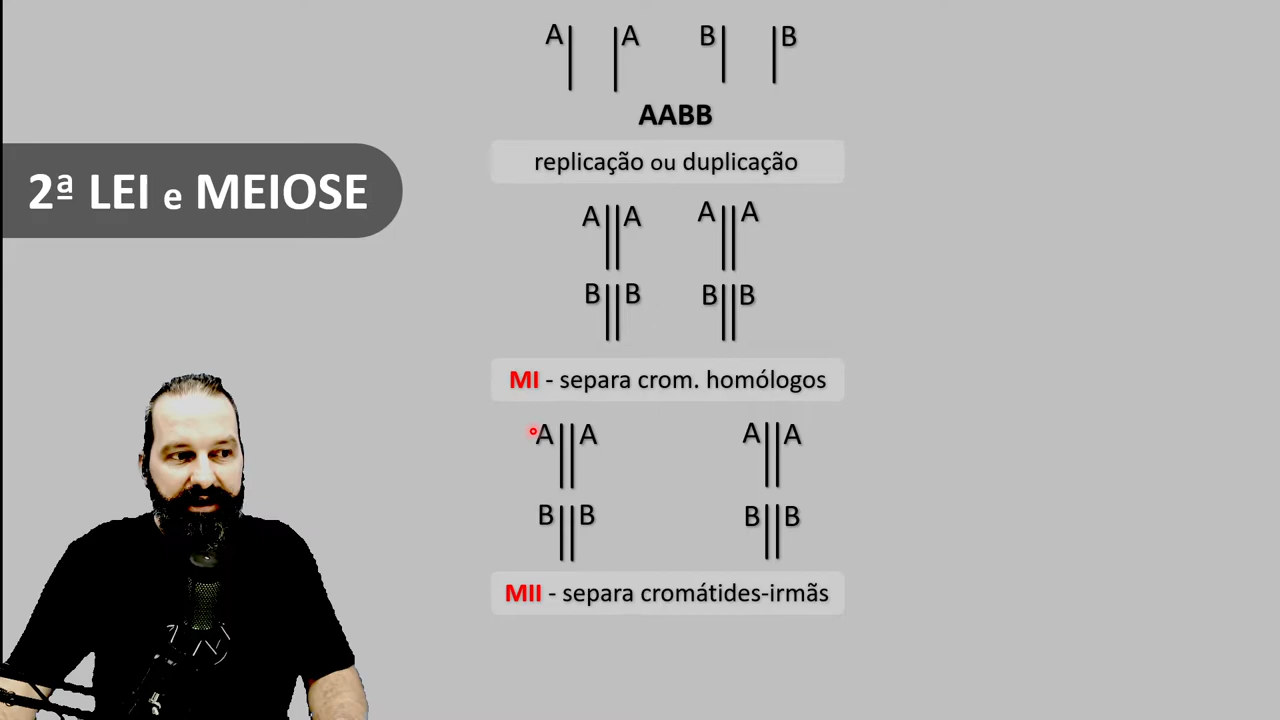 A A B B
AABB
replicação ou duplicação
2ª LEI e MEIOSE
A A A A
B B B B
MI - separa crom. homólogos
A A A A
B B B B
MII - separa cromátides-irmãs